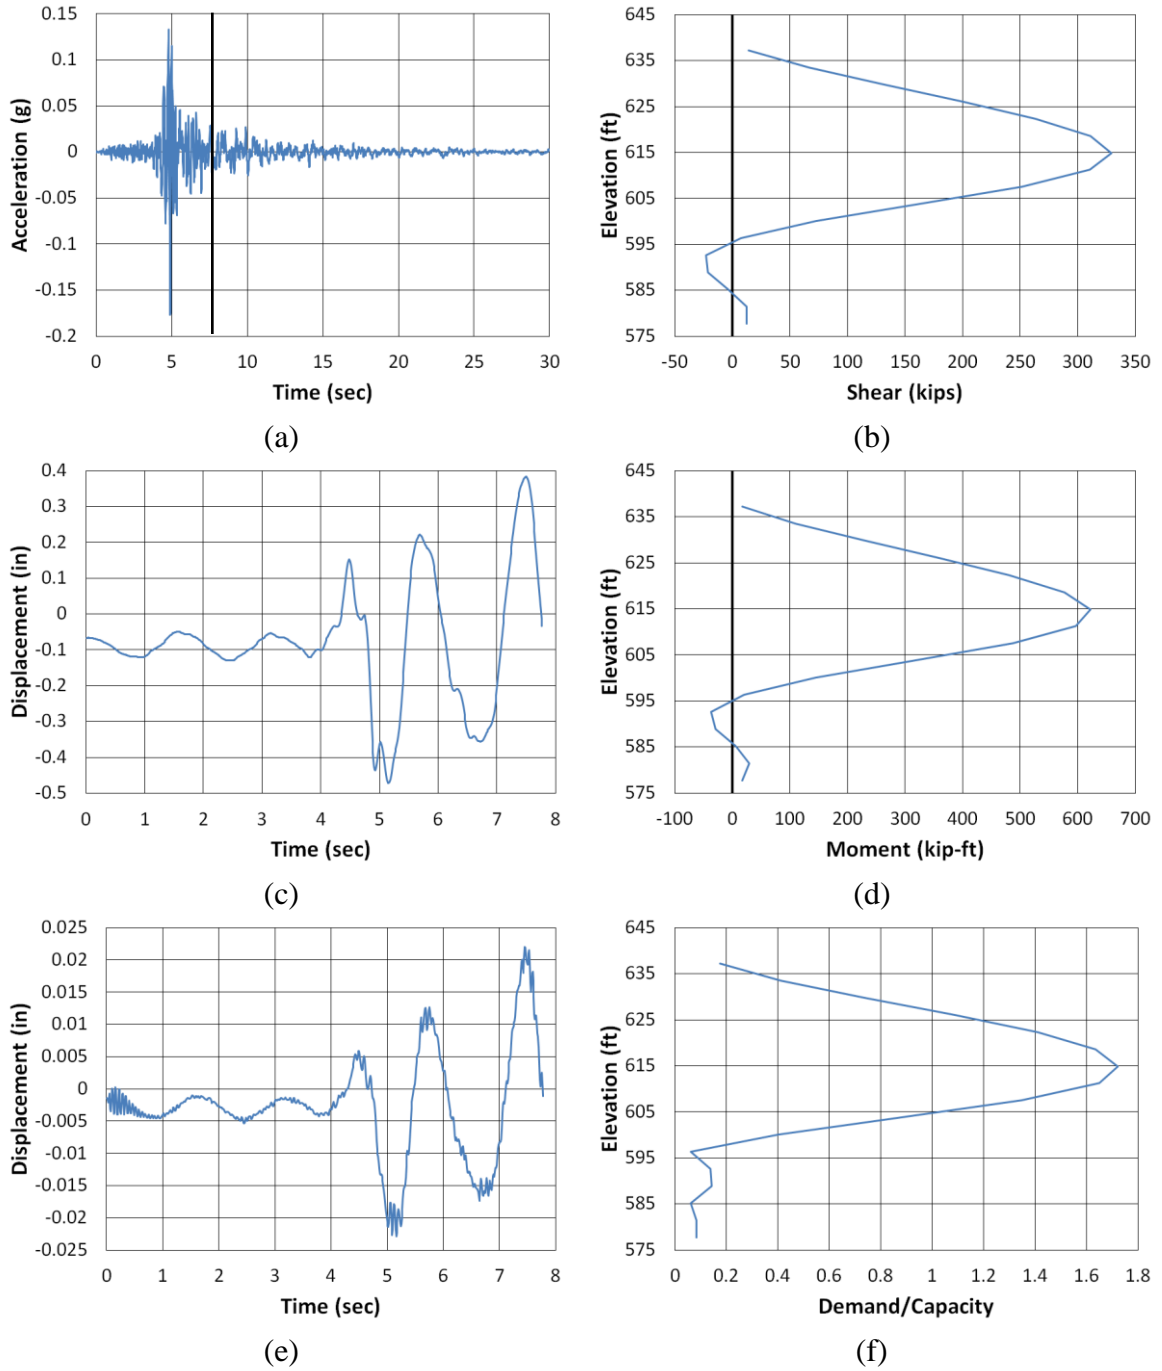 0.15
0.1
0.05
0
-0.05
-0.1
-0.15
-0.2
Acceleration (g)
0 5 10 15 20 25 30
Time (sec)
(a)
645
635
625
615
605
595
585
575
Elevation (ft)
-50 0 50 100 150 200 250 300 350
Shear (kips)
(b)
0.4
0.3
0.2
0.1
0
-0.1
-0.2
-0.3
-0.4
-0.5
Displacement (in)
0 1 2 3 4 5 6 7 8
Time (sec)
(c)
645
635
625
615
605
595
585
575
Elevation (ft)
-100 0 100 200 300 400 500 600 700
Moment (kip-ft)
(d)
0.025
0.02
0.015
0.01
0.005
0
-0.005
-0.01
-0.015
-0.02
-0.025
Displacement (in)
0 1 2 3 4 5 6 7 8
Time (sec)
(e)
645
635
625
615
605
595
585
575
Elevation (ft)
0 0.2 0.4 0.6 0.8 1 1.2 1.4 1.6 1.8
Demand/Capacity
(f)